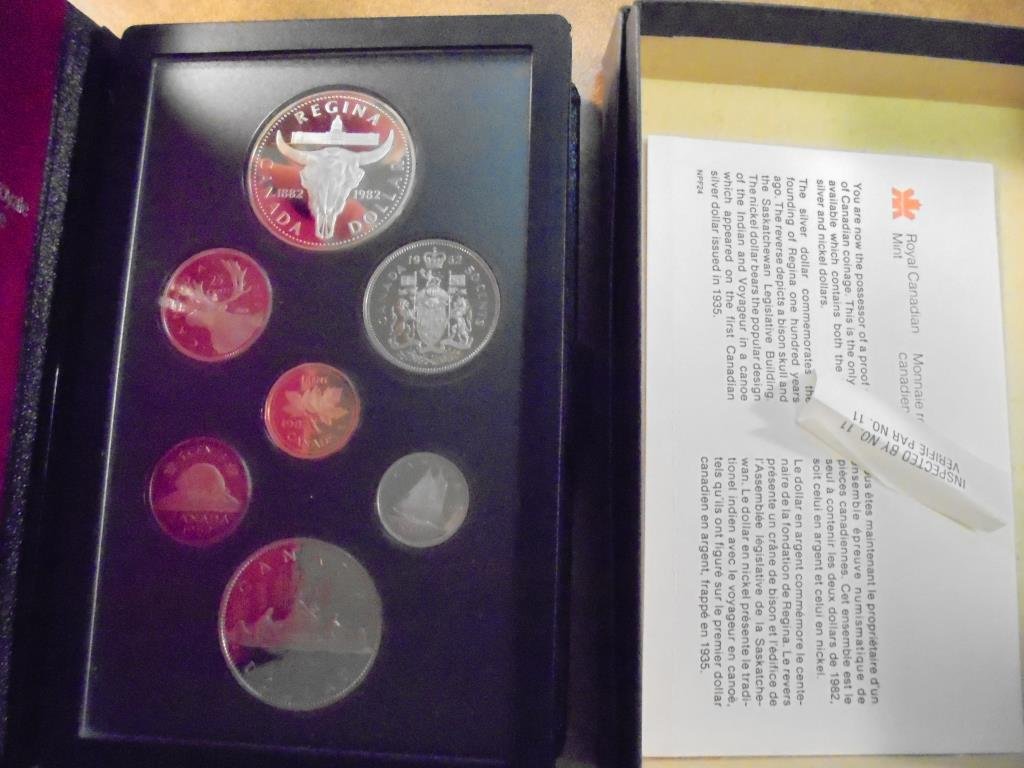 REGINA
1882 1982
CANADA DOLLAR
1982
CANADA 50 CENTS
CANADA
CANADA
CANADA
Royal Canadian
Mint
Monnaie
You are now the possessor of a proof
of Canadian coinage. This is the only
available which contains both the
silver and nickel dollars.
The silver dollar commemorates the
founding of Regina one hundred years
ago. The reverse depicts a bison skull and
the Saskatchewan Legislative Building.
The nickel dollar bears the popular design
of the Indian and Voyageur in a canoe
which appeared on the first Canadian
silver dollar issued in 1935.
NPP24
INSPECTED BY NO. 11
VÉRIFIÉ PAR NO. 11
êtes maintenant le propriétaire d'un
ensemble épreuve numismatique de
pièces canadiennes. Cet ensemble est le
seul à contenir les deux dollars de 1982,
soit celui en argent et celui en nickel.
Le dollar en argent commémore le cente-
naire de la fondation de Regina. Le revers
présente un crâne de bison et l'édifice de
l'Assemblée législative de la Saskatche-
wan. Le dollar en nickel présente le tradi-
tionel indien avec le voyageur en canoë,
tels qu'ils ont figuré sur le premier dollar
canadien en argent, frappé en 1935.